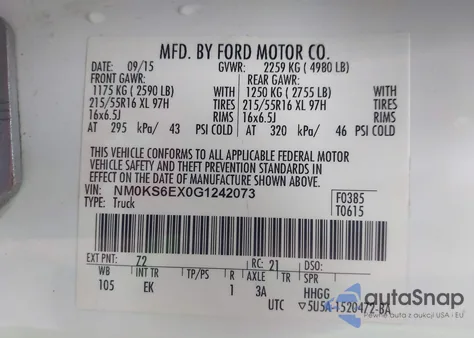 MFD. BY FORD MOTOR CO.
DATE: 09/15 GVWR: 2259 KG ( 4980 LB)
FRONT GAWR: REAR GAWR:
1175 KG ( 2590 LB) WITH 1250 KG ( 2755 LB) WITH
215/55R16 XL 97H TIRES 215/55R16 XL 97H TIRES
16x6.5J RIMS 16x6.5J RIMS
AT 295 kPa/ 43 PSI COLD AT 320 kPa/ 46 PSI COLD
THIS VEHICLE CONFORMS TO ALL APPLICABLE FEDERAL MOTOR
VEHICLE SAFETY AND THEFT PREVENTION STANDARDS IN
EFFECT ON THE DATE OF MANUFACTURE SHOWN ABOVE.
VIN: NM0KS6EX0G1242073 F0385
TYPE: Truck T0615
EXT PNT: 72 RC: 21 DSO:
WB INT TR TP/PS R AXLE TR SPR
105 EK 1 3A HHGG
UTC ▽5U5A-1520472-BA
autoSnap
Авто з аукціону USA - EU